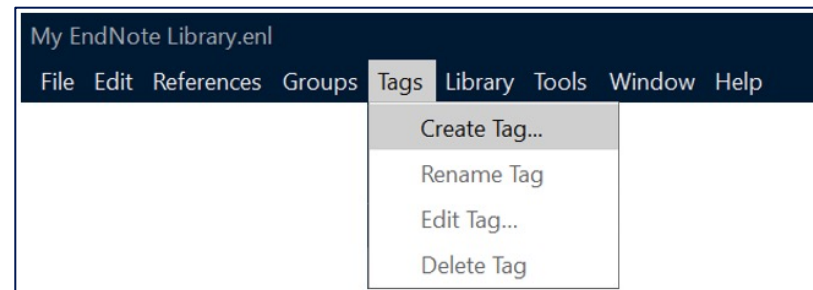 My EndNote Library.enl
File Edit References Groups Tags Library Tools Window Help
Create Tag...
Rename Tag
Edit Tag...
Delete Tag